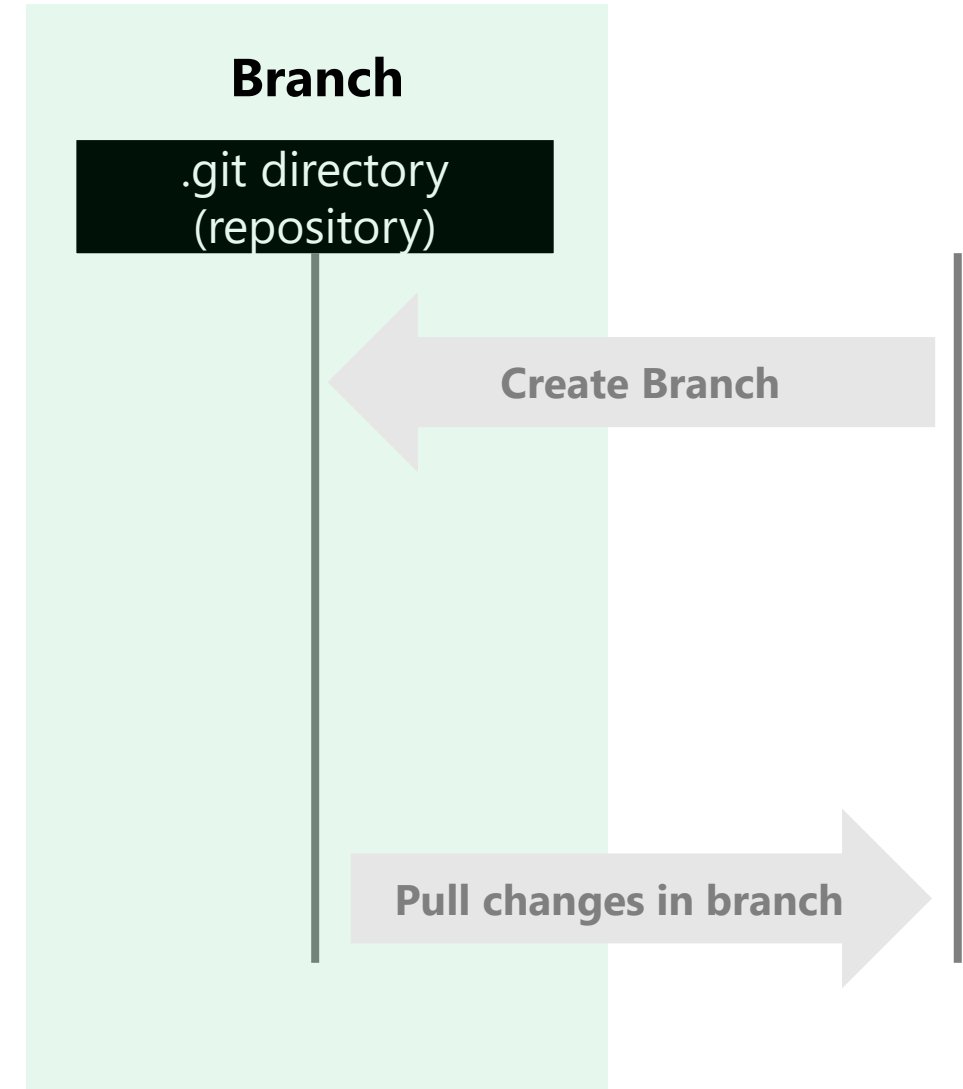 Branch
.git directory
(repository)
Create Branch
Pull changes in branch